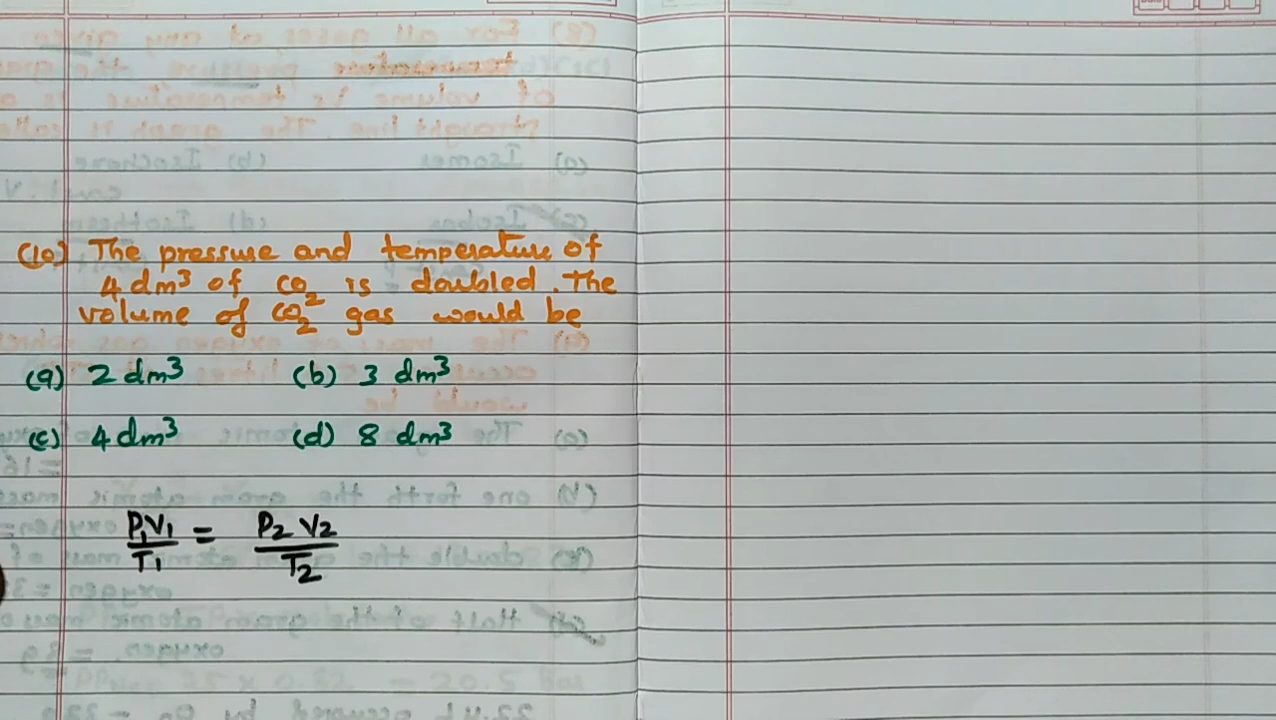 (10) The pressure and temperature of
4 dm³ of CO₂ is doubled. The
volume of CO₂ gas would be
(a) 2 dm³ (b) 3 dm³
(c) 4 dm³ (d) 8 dm³
P₁V₁/T₁ = P₂V₂/T₂